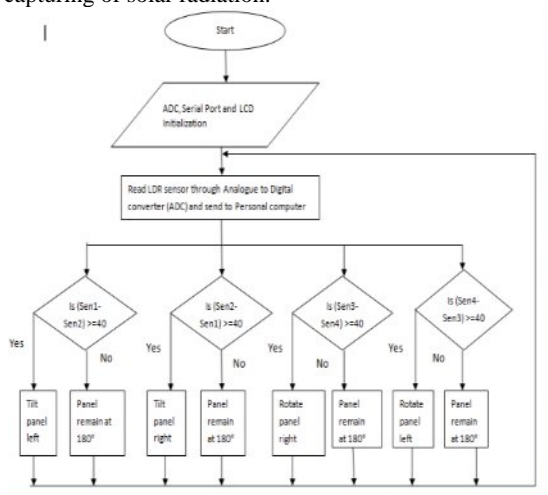 capturing of solar radiation.
Start
ADC, Serial Port and LCD
Initialization
Read LDR sensor through Analogue to Digital
converter (ADC) and send to Personal computer
Is (Sen1-
Sen2) >=40
Is (Sen2-
Sen1) >=40
Is (Sen3-
Sen4) >=40
Is (Sen4-
Sen3) >=40
Yes
No
Yes
No
Yes
No
Yes
No
Tilt
panel
left
Panel
remain at
180°
Tilt
panel
right
Panel
remain
at 180°
Rotate
panel
right
Panel
remain
at 180°
Rotate
panel
left
Panel
remain
at 180°